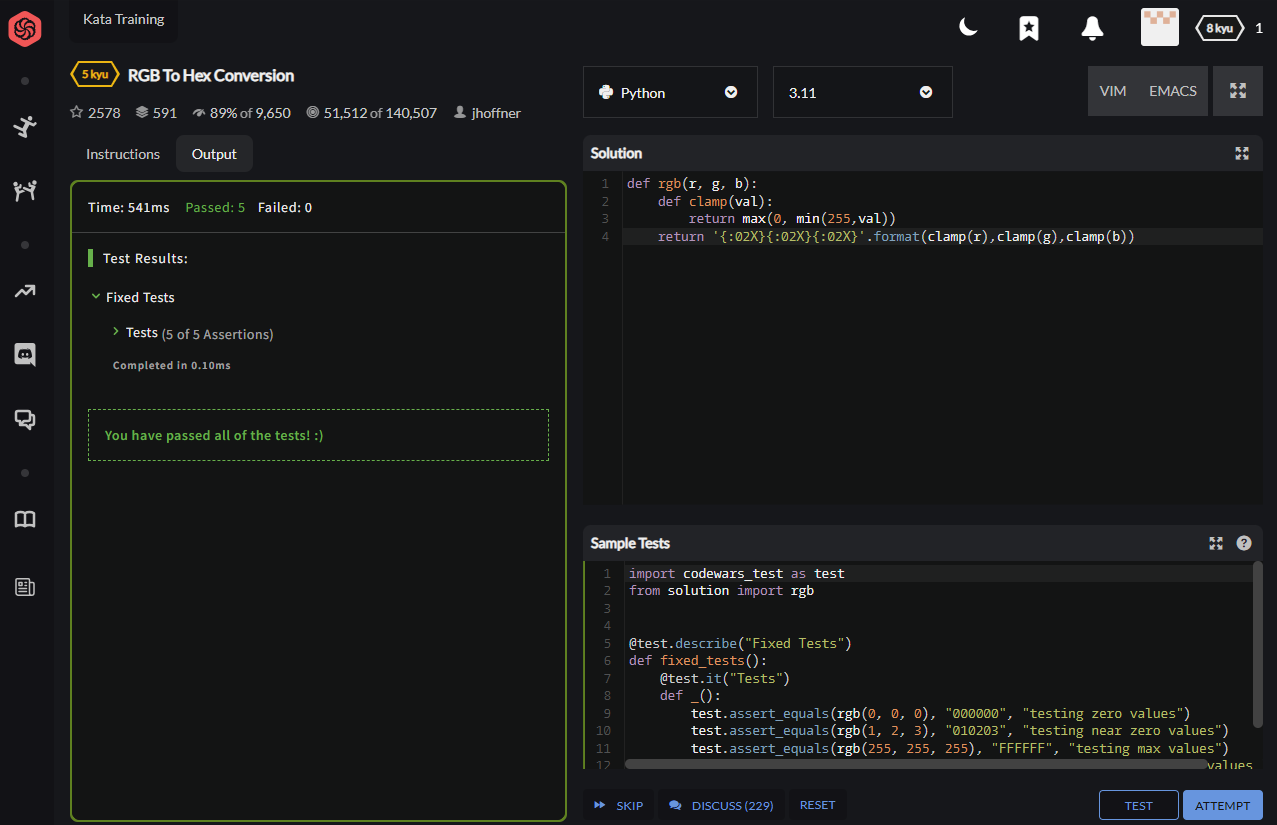 Kata Training
8 kyu 1
5 kyu RGB To Hex Conversion
2578 591 89% of 9,650 51,512 of 140,507 jhoffner
Python
3.11
VIM EMACS
Instructions Output
Time: 541ms Passed: 5 Failed: 0
Test Results:
Fixed Tests
Tests (5 of 5 Assertions)
Completed in 0.10ms
You have passed all of the tests! :)
Solution
1 def rgb(r, g, b):
2     def clamp(val):
3         return max(0, min(255,val))
4     return '{:02X}{:02X}{:02X}'.format(clamp(r),clamp(g),clamp(b))
Sample Tests
1 import codewars_test as test
2 from solution import rgb
3
4
5 @test.describe("Fixed Tests")
6 def fixed_tests():
7     @test.it("Tests")
8     def _():
9         test.assert_equals(rgb(0, 0, 0), "000000", "testing zero values")
10         test.assert_equals(rgb(1, 2, 3), "010203", "testing near zero values")
11         test.assert_equals(rgb(255, 255, 255), "FFFFFF", "testing max values")
12 values
SKIP DISCUSS (229) RESET
TEST ATTEMPT